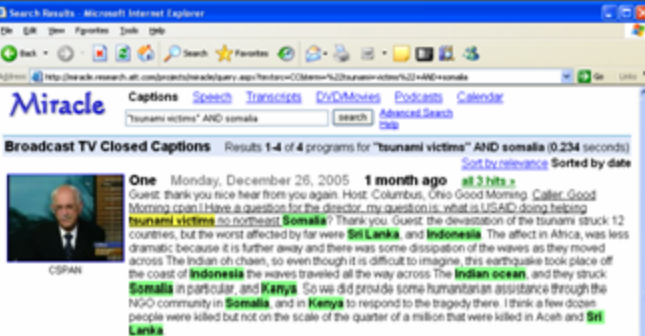 Search Results - Microsoft Internet Explorer
File Edit View Favorites Tools Help
Back Search Favorites
Address http://miracle.research.att.com/projects/miracle/query.aspx?
Go Links
Miracle
Captions Speech Transcripts DVD/Movies Podcasts Calendar
"tsunami victims" AND somalia search Advanced Search
Help
Broadcast TV Closed Captions Results 1-4 of 4 programs for "tsunami victims" AND somalia (0.234 seconds)
Sort by relevance Sorted by date
One Monday, December 26, 2005 1 month ago all 3 hits »
Guest: thank you nice hear from you again. Host: Columbus, Ohio Good Morning. Caller: Good
Morning cpan I Have a question for the director, my question is: what is USAID doing helping
tsunami victims no northeast Somalia? Thank you. Guest: the devastation of the tsunami struck 12
countries, but the worst affected by far were Sri Lanka, and Indonesia. The affect in Africa, was less
dramatic because it is further away and there was some dissipation of the waves as they moved
across The Indian oh chaen, so even though it is difficult to imagine, this earthquake took place off
the coast of Indonesia the waves traveled all the way across The Indian ocean, and they struck
Somalia in particular, and Kenya. So we did provide some humanitarian assistance through the
NGO community in Somalia, and in Kenya to respond to the tragedy there. I think a few dozen
people were killed but not on the scale of the quarter of a million that were killed in Aceh and Sri
Lanka
CSPAN